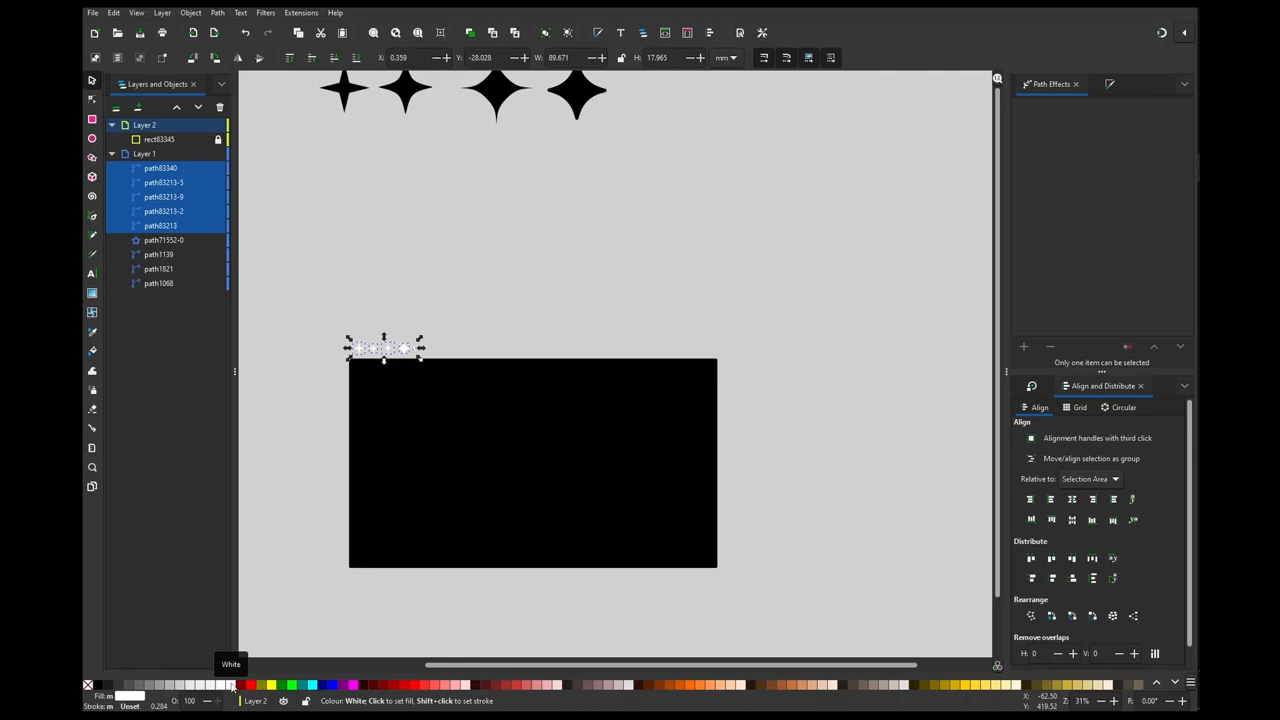 File Edit View Layer Object Path Text Filters Extensions Help
X: 0.359 Y: -28.028 W: 89.671 H: 17.965 mm
Layers and Objects
Path Effects
Layer 2
rect83345
Layer 1
path83340
path83213-5
path83213-9
path83213-2
path83213
path71552-0
path1139
path1821
path1068
Only one item can be selected
Align and Distribute
Align Grid Circular
Align
Alignment handles with third click
Move/align selection as group
Relative to: Selection Area
Distribute
Rearrange
Remove overlaps
H: 0 V: 0
White
Fill: m
Stroke: m Unset 0.284 O: 100 Layer 2 Colour: White; Click to set fill, Shift+click to set stroke
X: -62.50
Y: 419.52
Z: 31% R: 0.00°